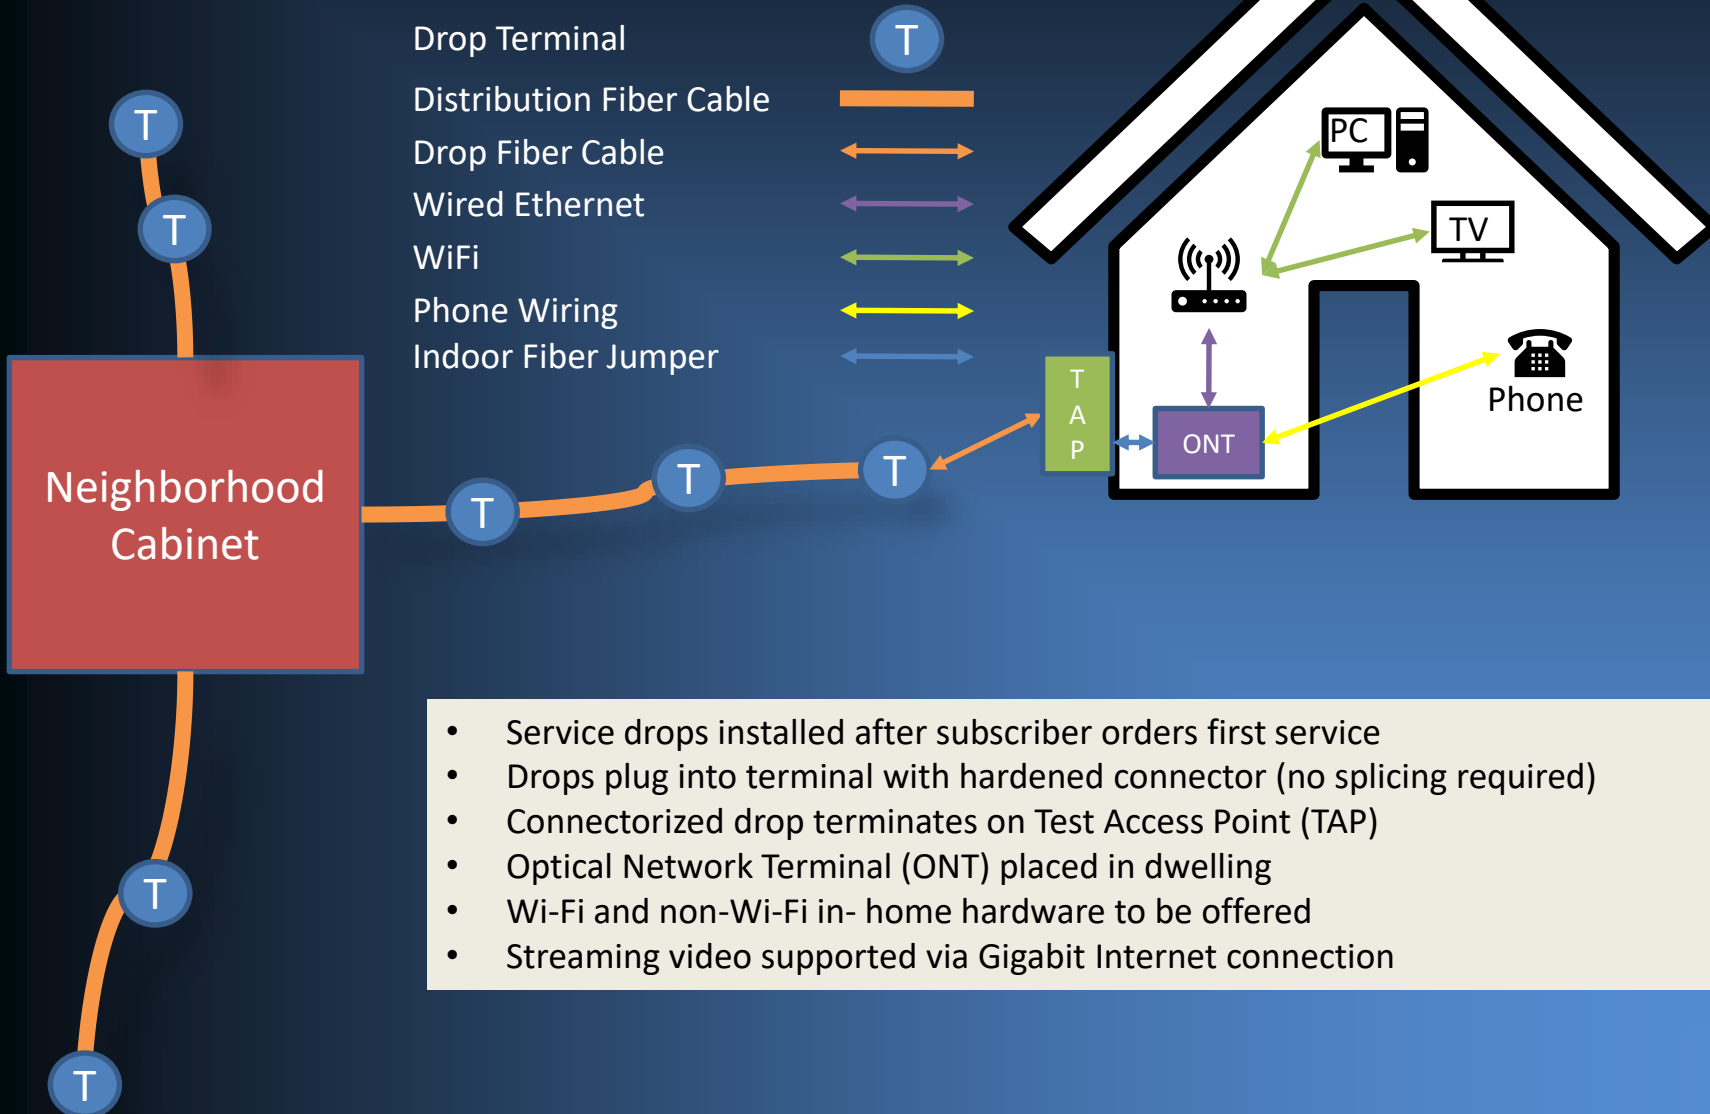 Drop Terminal
T
Distribution Fiber Cable
Drop Fiber Cable
Wired Ethernet
WiFi
Phone Wiring
Indoor Fiber Jumper
T
T
Neighborhood
Cabinet
T
T
T
T
T
T
A
P
ONT
PC
TV
Phone
• Service drops installed after subscriber orders first service
• Drops plug into terminal with hardened connector (no splicing required)
• Connectorized drop terminates on Test Access Point (TAP)
• Optical Network Terminal (ONT) placed in dwelling
• Wi-Fi and non-Wi-Fi in- home hardware to be offered
• Streaming video supported via Gigabit Internet connection